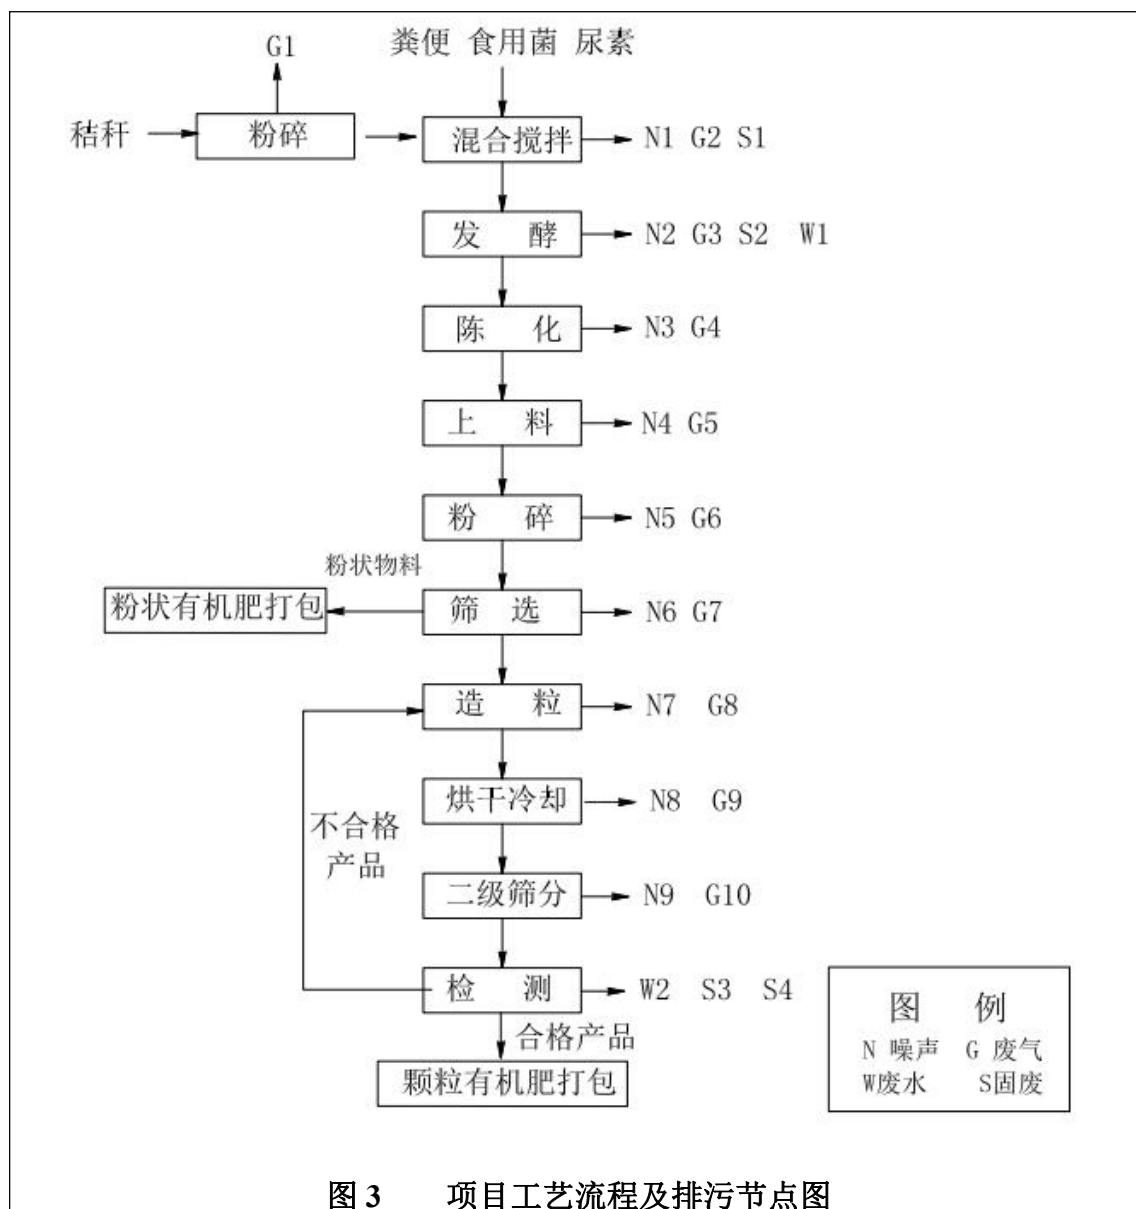 G1
粪便 食用菌 尿素
秸秆
粉碎
混合搅拌
N1 G2 S1
发 酵
N2 G3 S2 W1
陈 化
N3 G4
上 料
N4 G5
粉 碎
N5 G6
粉状物料
粉状有机肥打包
筛 选
N6 G7
造 粒
N7 G8
烘干冷却
N8 G9
不合格
产品
二级筛分
N9 G10
检 测
W2 S3 S4
合格产品
颗粒有机肥打包
图 例
N 噪声 G 废气
W废水 S固废
图 3 项目工艺流程及排污节点图